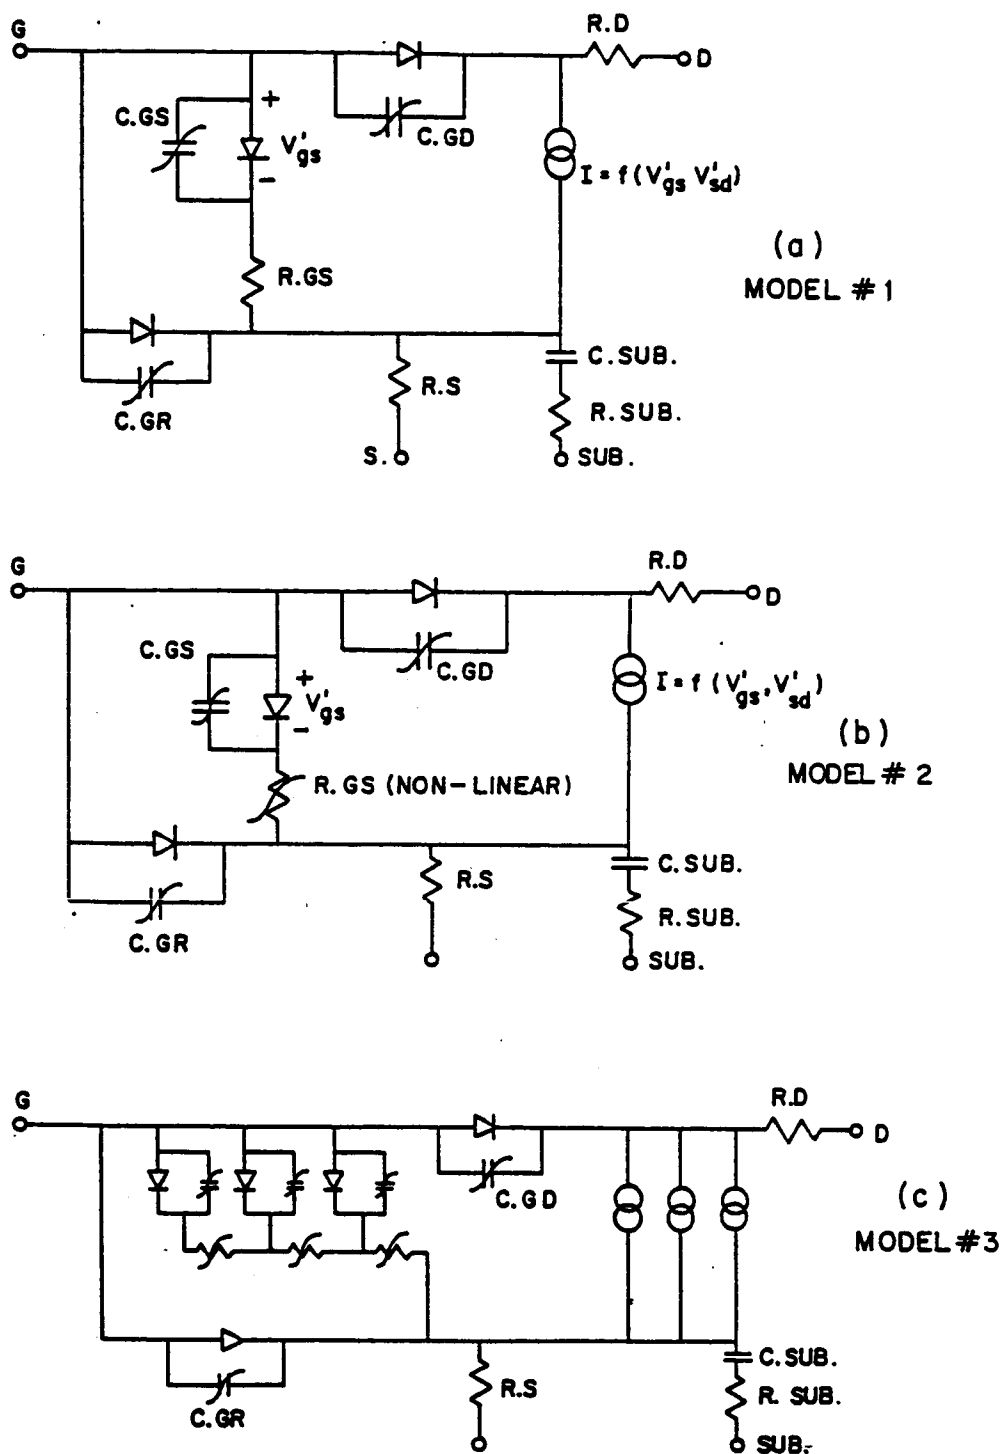 G
R.D
D
C.GS
+
V'gs
-
C.GD
I = f(V'gs V'sd)
(a)
MODEL #1
R.GS
C.GR
R.S
C.SUB.
R.SUB.
S.
SUB.
G
R.D
D
C.GS
+
V'gs
-
C.GD
I = f (V'gs, V'sd)
(b)
MODEL # 2
R.GS (NON-LINEAR)
C.GR
R.S
C.SUB.
R.SUB.
SUB.
G
R.D
D
C.GD
(c)
MODEL #3
C.GR
R.S
C.SUB.
R. SUB.
SUB.